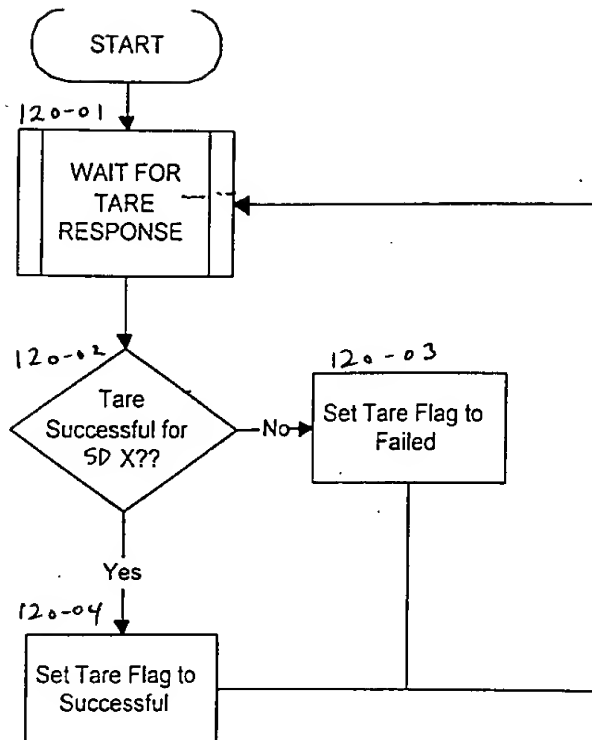 START
120-01
WAIT FOR
TARE
RESPONSE
120-02
Tare
Successful for
SD X??
No
120-03
Set Tare Flag to
Failed
Yes
120-04
Set Tare Flag to
Successful